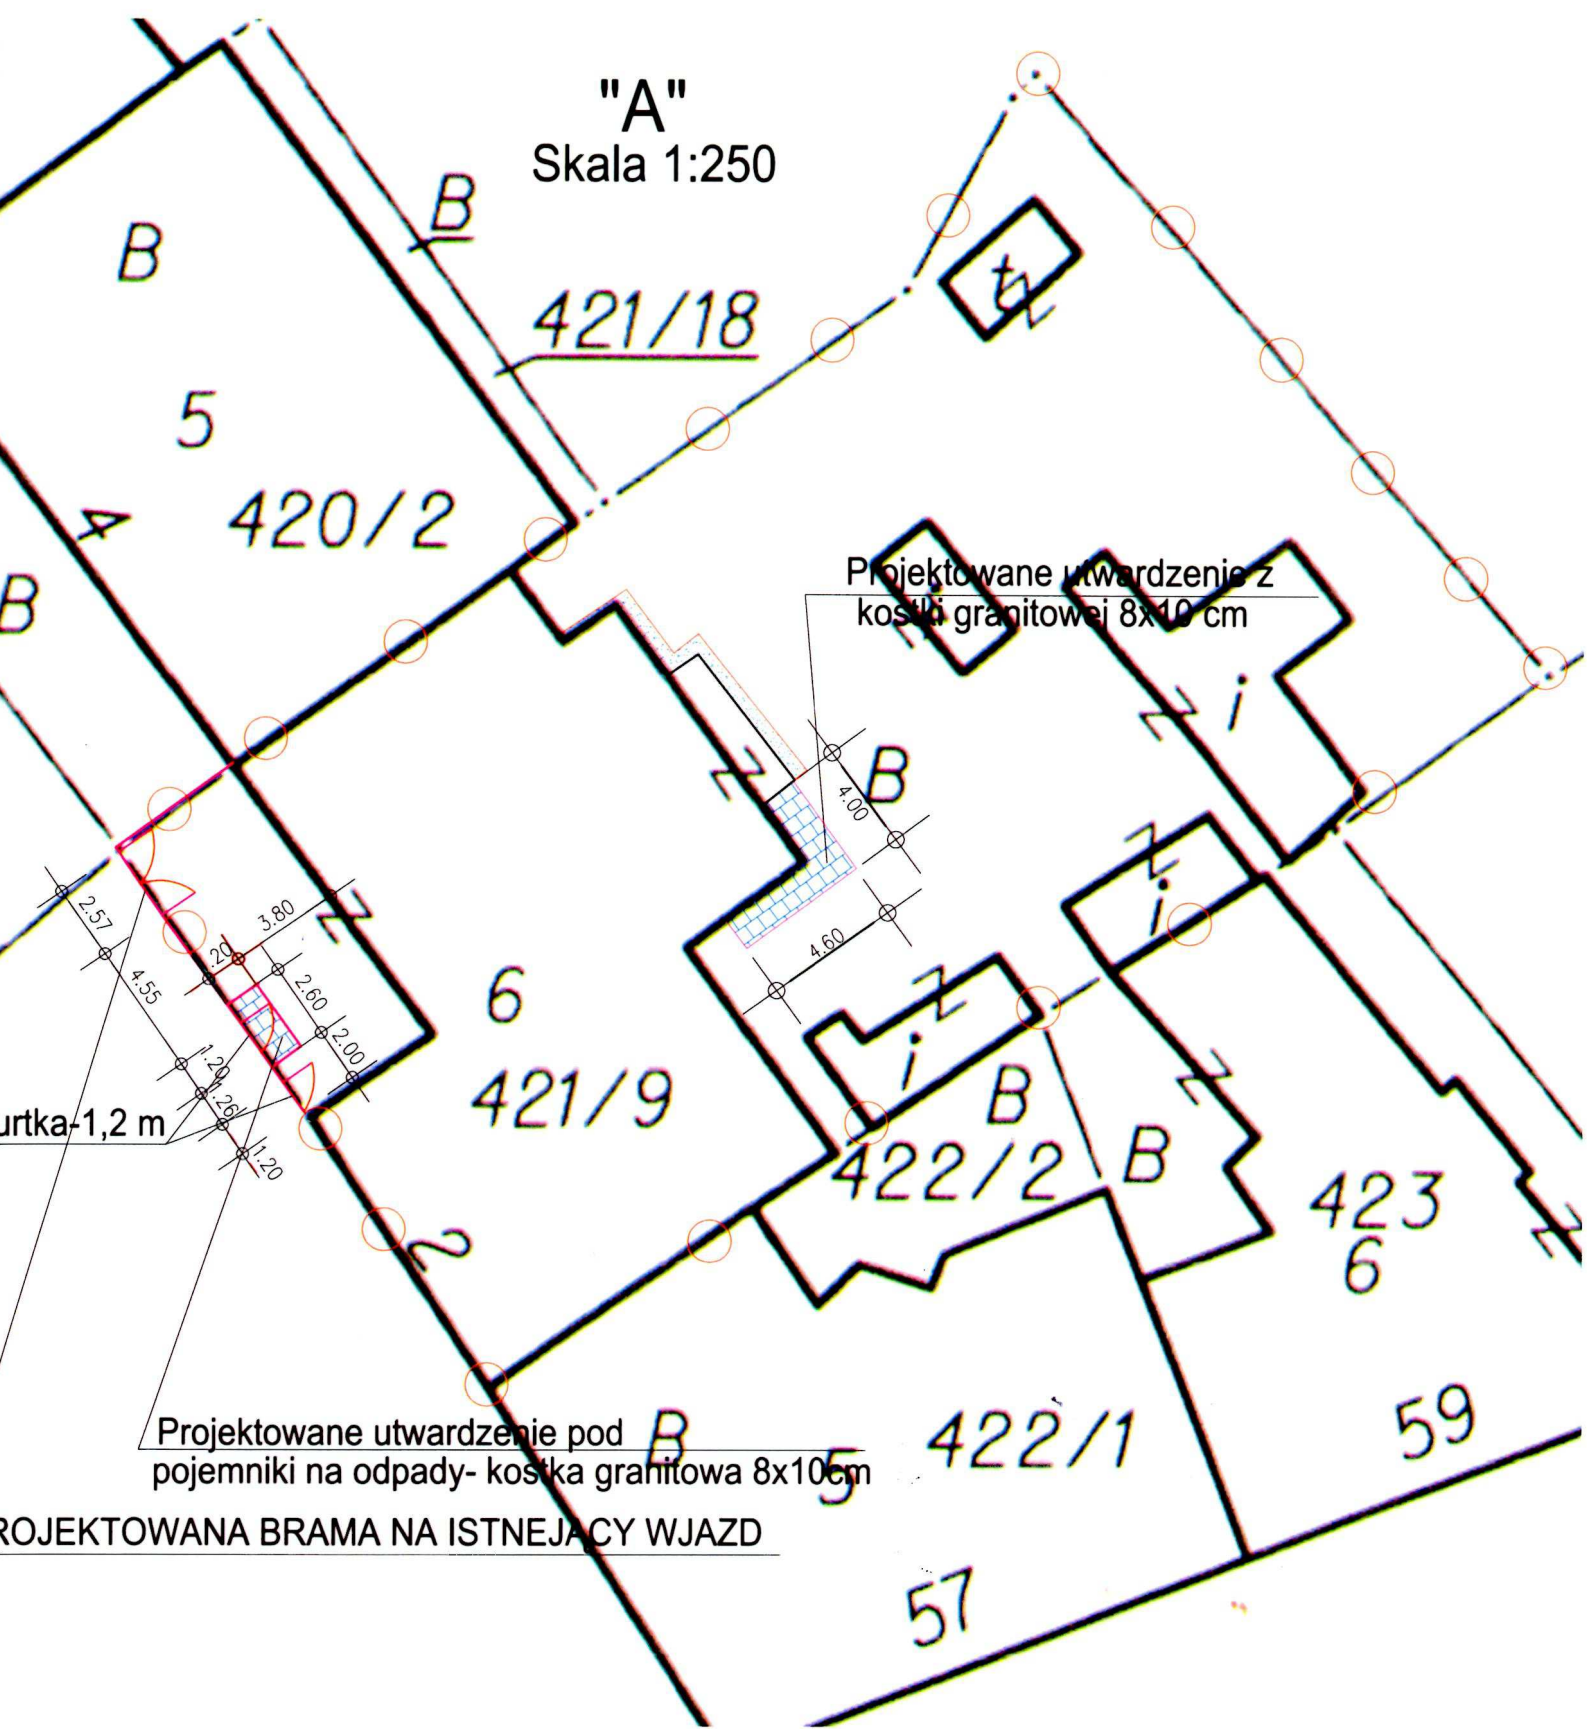 "A"
Skala 1:250
B
B
421/18
5
420/2
4
B
Projektowane utwardzenie z
kostki granitowej 8x10 cm
i
B
4.00
2.57
3.80
.20
4.55
2.60
4.60
i
6
2.00
1.20
1.26
421/9
i
B
urtka-1,2 m
1.20
422/2
B
423
6
2
59
Projektowane utwardzenie pod
pojemniki na odpady- kostka granitowa 8x10cm
B
5
422/1
ROJEKTOWANA BRAMA NA ISTNEJĄCY WJAZD
57